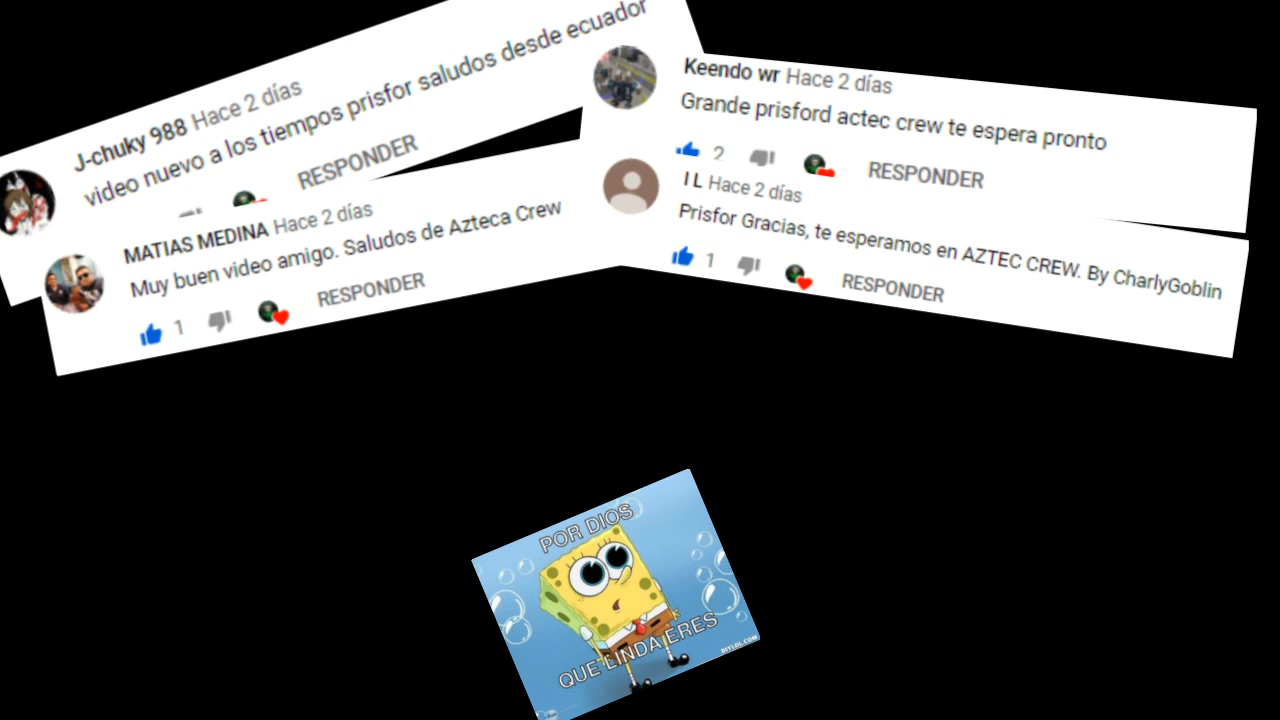 J-chuky 988 Hace 2 días
video nuevo a los tiempos prisfor saludos desde ecuador
RESPONDER
MATIAS MEDINA Hace 2 días
Muy buen video amigo. Saludos de Azteca Crew
1 RESPONDER
Keendo wr Hace 2 días
Grande prisford actec crew te espera pronto
2 RESPONDER
I L Hace 2 días
Prisfor Gracias, te esperamos en AZTEC CREW. By CharlyGoblin
1 RESPONDER
POR DIOS
QUE LINDA ERES